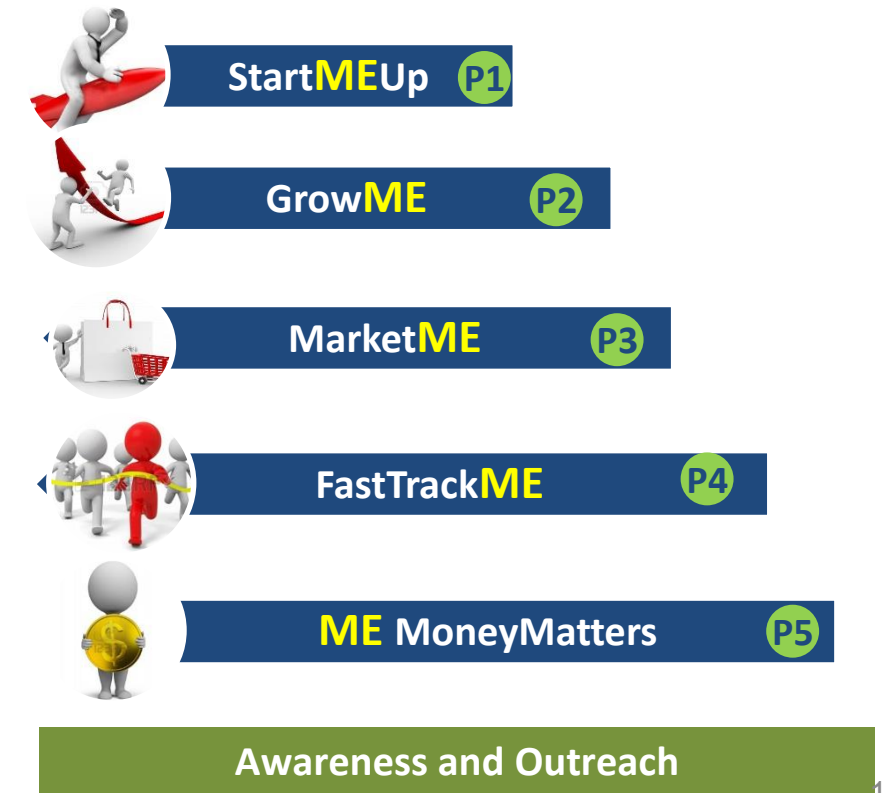 StartMEUp P1
GrowME P2
MarketME P3
FastTrackME P4
ME MoneyMatters P5
Awareness and Outreach